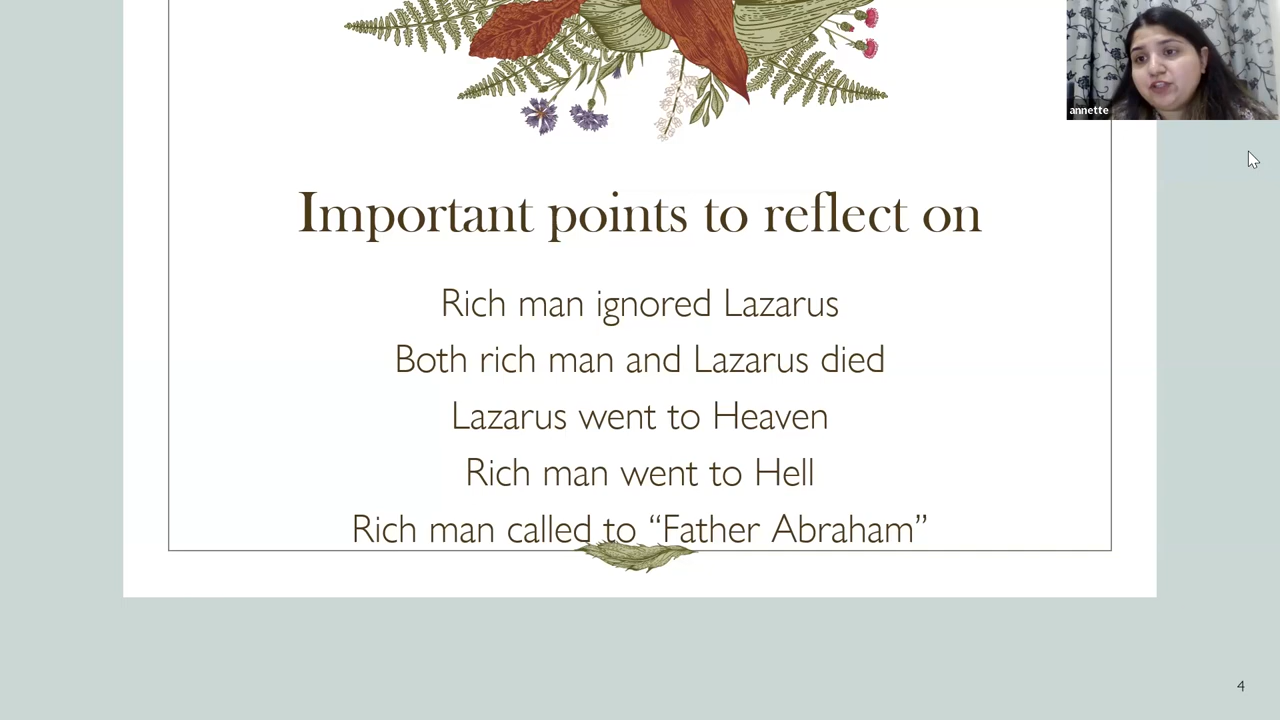 annette
Important points to reflect on
Rich man ignored Lazarus
Both rich man and Lazarus died
Lazarus went to Heaven
Rich man went to Hell
Rich man called to “Father Abraham”
4